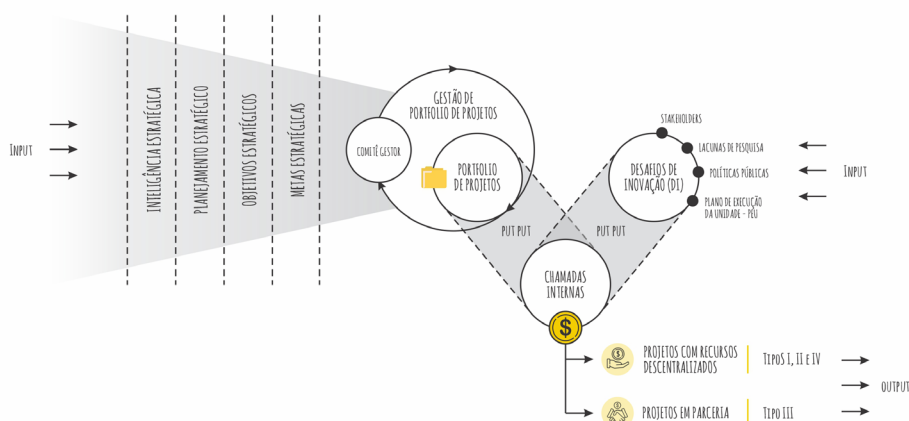 INPUT
INTELIGÊNCIA ESTRATÉGICA
PLANEJAMENTO ESTRATÉGICO
OBJETIVOS ESTRATÉGICOS
METAS ESTRATÉGICAS
COMITÊ GESTOR
GESTÃO DE
PORTFOLIO DE PROJETOS
PORTFOLIO
DE PROJETOS
PUT PUT
PUT PUT
CHAMADAS
INTERNAS
$
DESAFIOS DE
INOVAÇÃO (DI)
STAKEHOLDERS
LACUNAS DE PESQUISA
POLÍTICAS PÚBLICAS
PLANO DE EXECUÇÃO
DA UNIDADE - PEU
INPUT
PROJETOS COM RECURSOS
DESCENTRALIZADOS
TIPOS I, II E IV
PROJETOS EM PARCERIA
TIPO III
OUTPUT